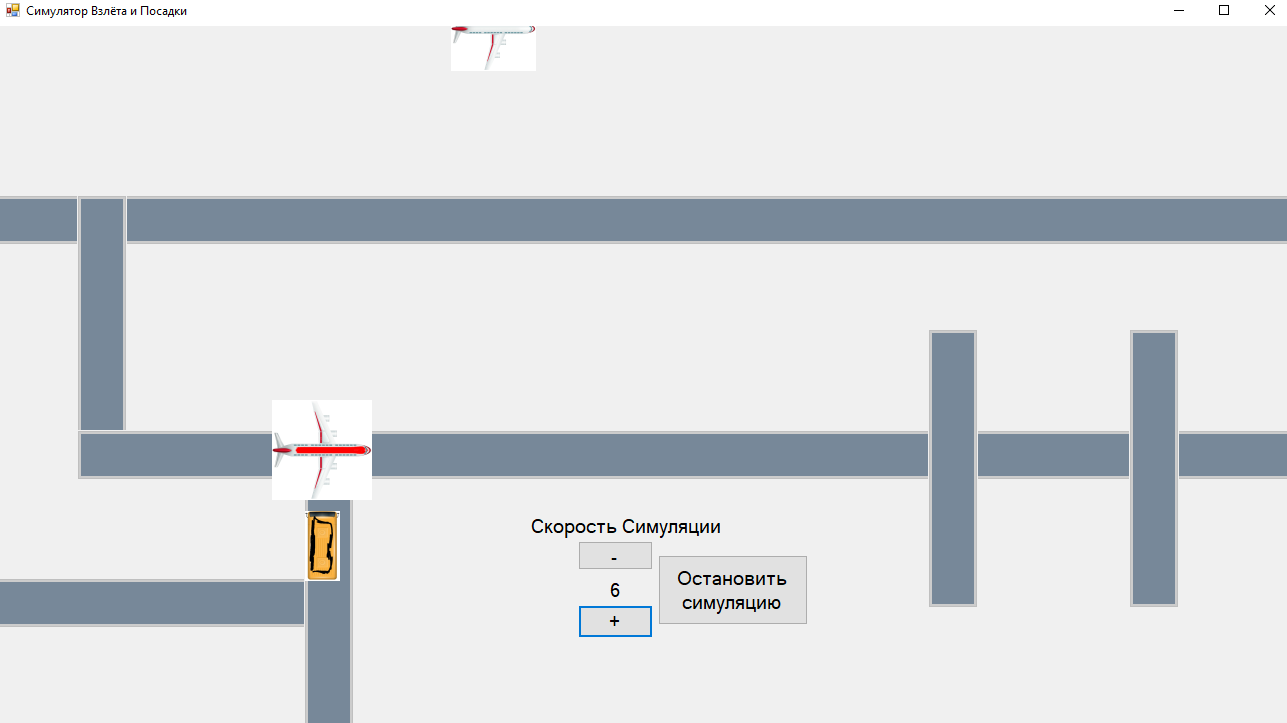 Симулятор Взлёта и Посадки
Скорость Симуляции
-
6
+
Остановить
симуляцию